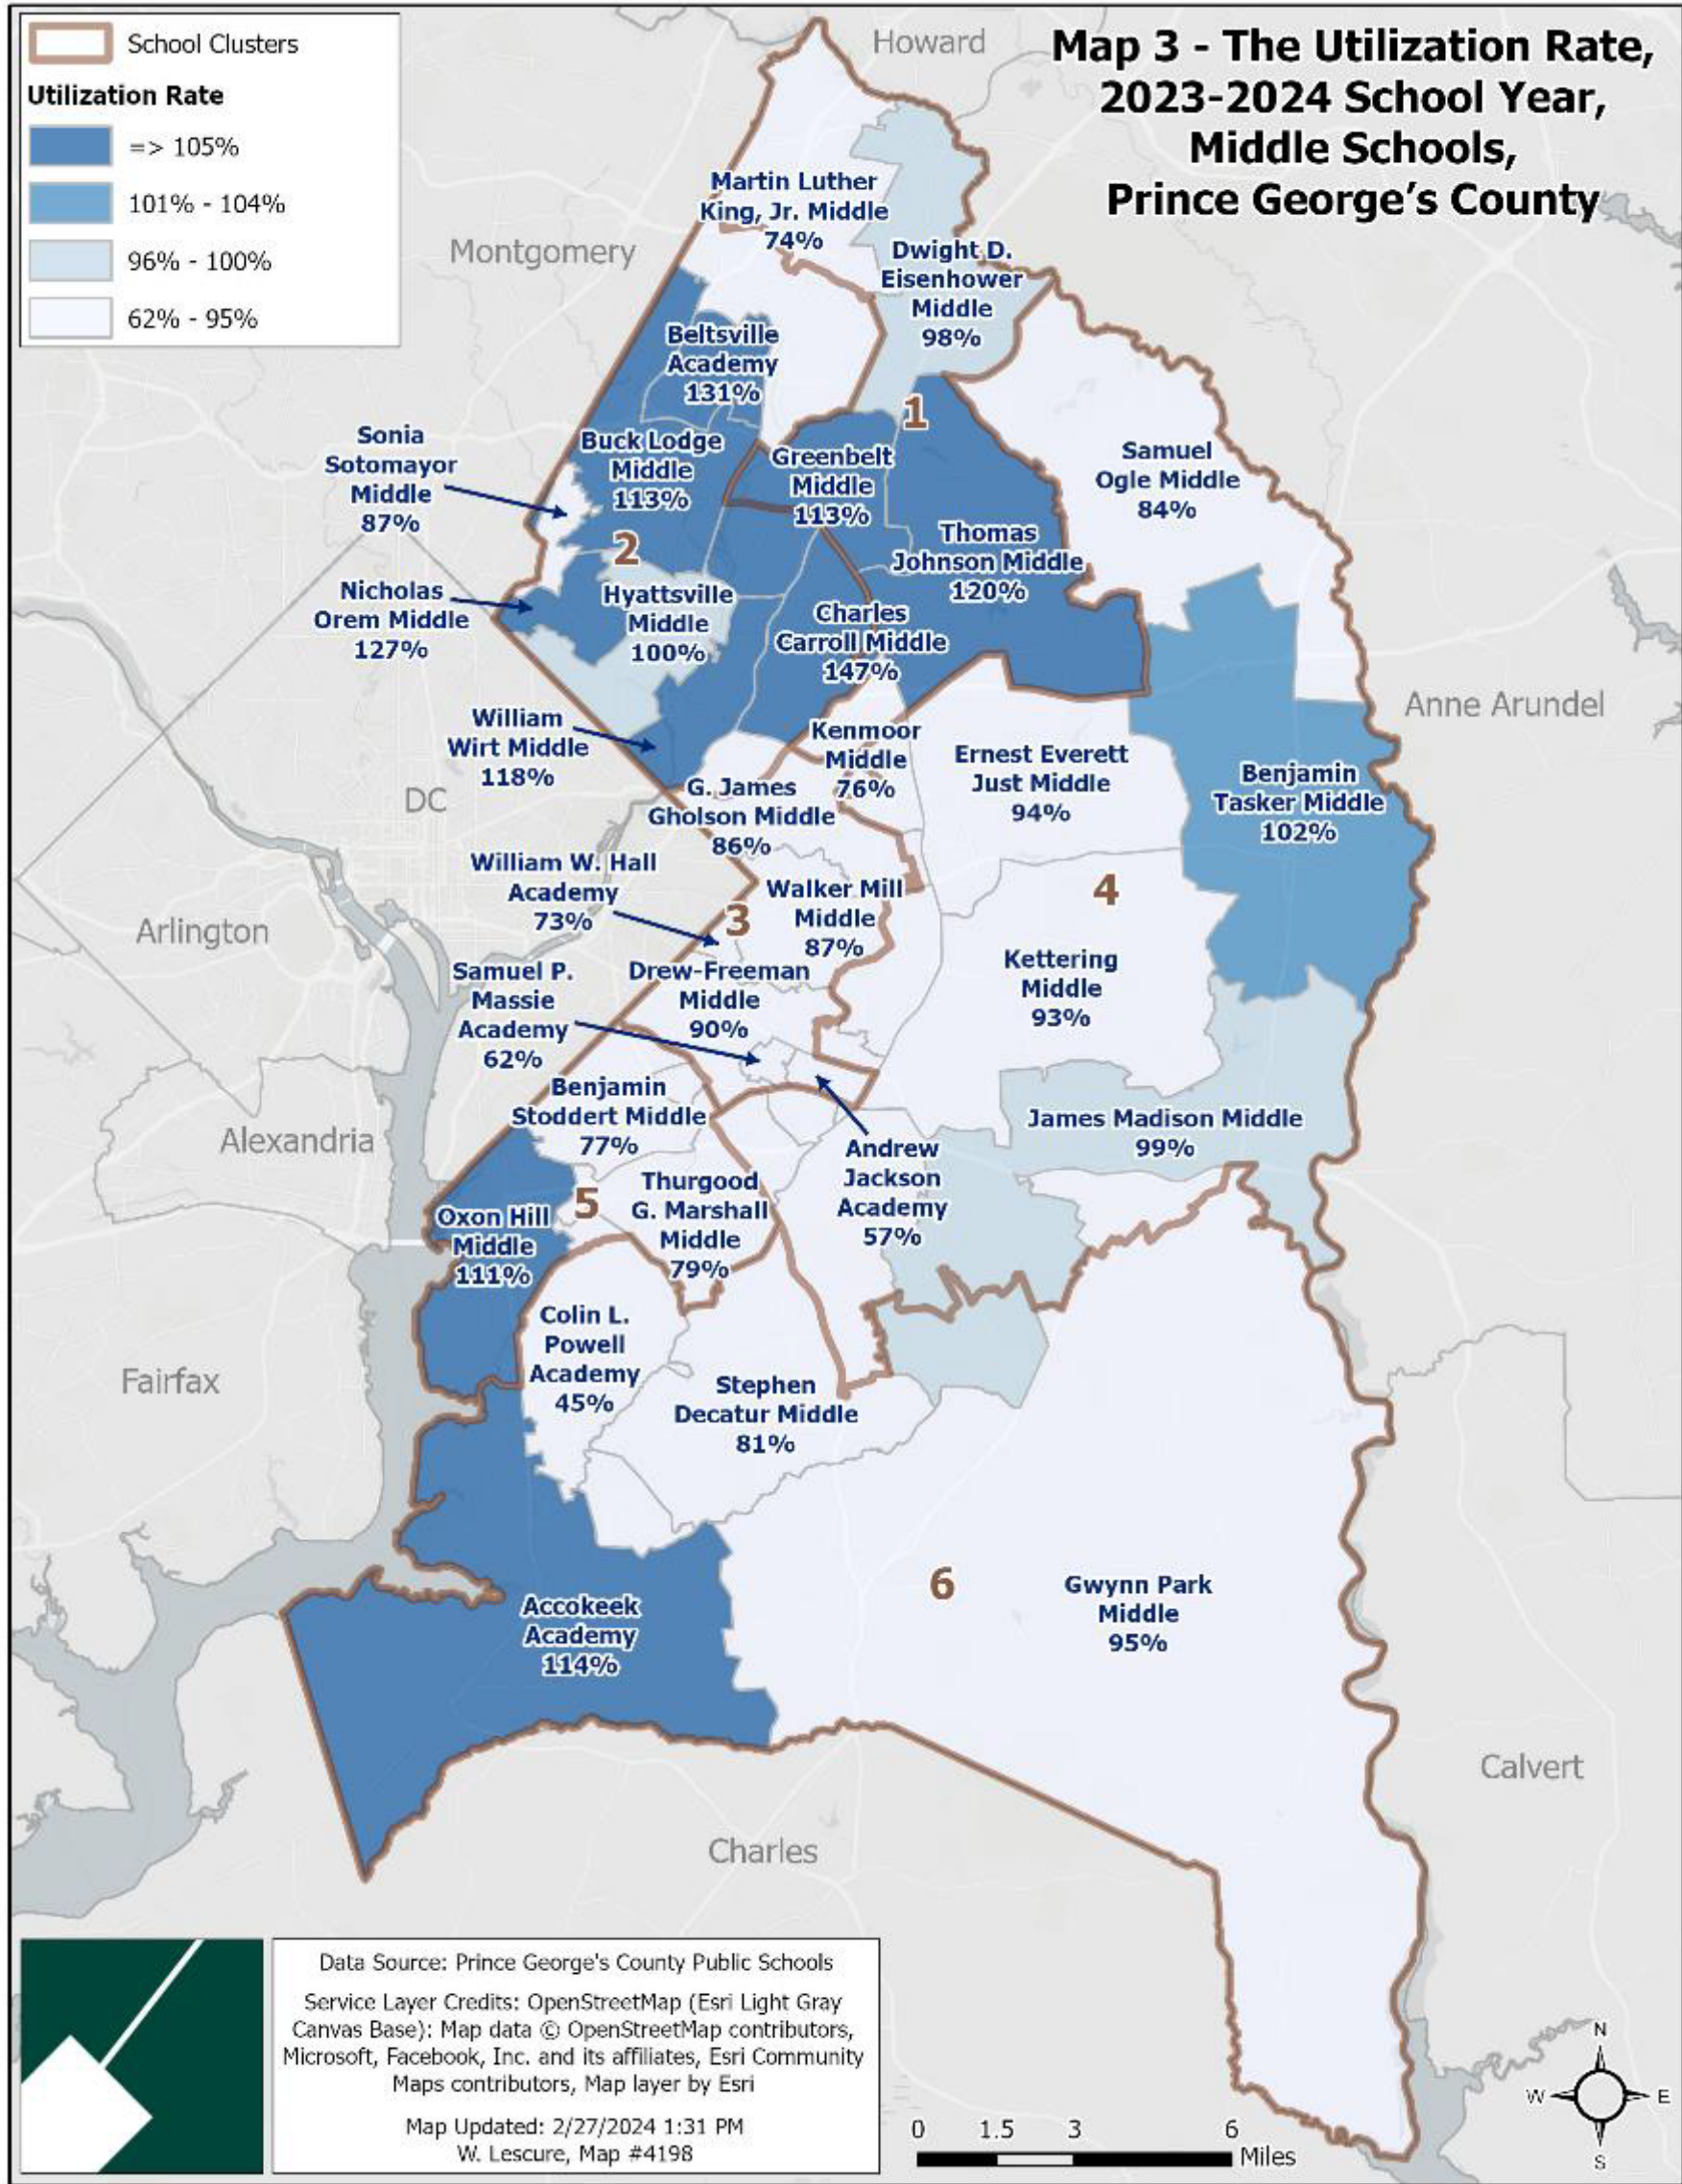 Map 3 - The Utilization Rate,
2023-2024 School Year,
Middle Schools,
Prince George's County
School Clusters
Utilization Rate
=> 105%
101% - 104%
96% - 100%
62% - 95%
Howard
Montgomery
Martin Luther
King, Jr. Middle
74%
Dwight D.
Eisenhower
Middle
98%
Beltsville
Academy
131%
1
Sonia
Sotomayor
Middle
87%
Buck Lodge
Middle
113%
Greenbelt
Middle
113%
Samuel
Ogle Middle
84%
Thomas
Johnson Middle
120%
2
Nicholas
Orem Middle
127%
Hyattsville
Middle
100%
Charles
Carroll Middle
147%
Anne Arundel
William
Wirt Middle
118%
Kenmoor
Middle
76%
Ernest Everett
Just Middle
94%
Benjamin
Tasker Middle
102%
DC
G. James
Gholson Middle
86%
William W. Hall
Academy
73%
Walker Mill
Middle
87%
3
4
Arlington
Samuel P.
Massie
Academy
62%
Drew-Freeman
Middle
90%
Kettering
Middle
93%
Benjamin
Stoddert Middle
77%
James Madison Middle
99%
Alexandria
Andrew
Jackson
Academy
57%
Thurgood
G. Marshall
Middle
79%
5
Oxon Hill
Middle
111%
Colin L.
Powell
Academy
45%
Fairfax
Stephen
Decatur Middle
81%
6
Gwynn Park
Middle
95%
Accokeek
Academy
114%
Calvert
Charles
Data Source: Prince George's County Public Schools
Service Layer Credits: OpenStreetMap (Esri Light Gray
Canvas Base): Map data © OpenStreetMap contributors,
Microsoft, Facebook, Inc. and its affiliates, Esri Community
Maps contributors, Map layer by Esri
Map Updated: 2/27/2024 1:31 PM
W. Lescure, Map #4198
0 1.5 3 6
Miles
N
W E
S